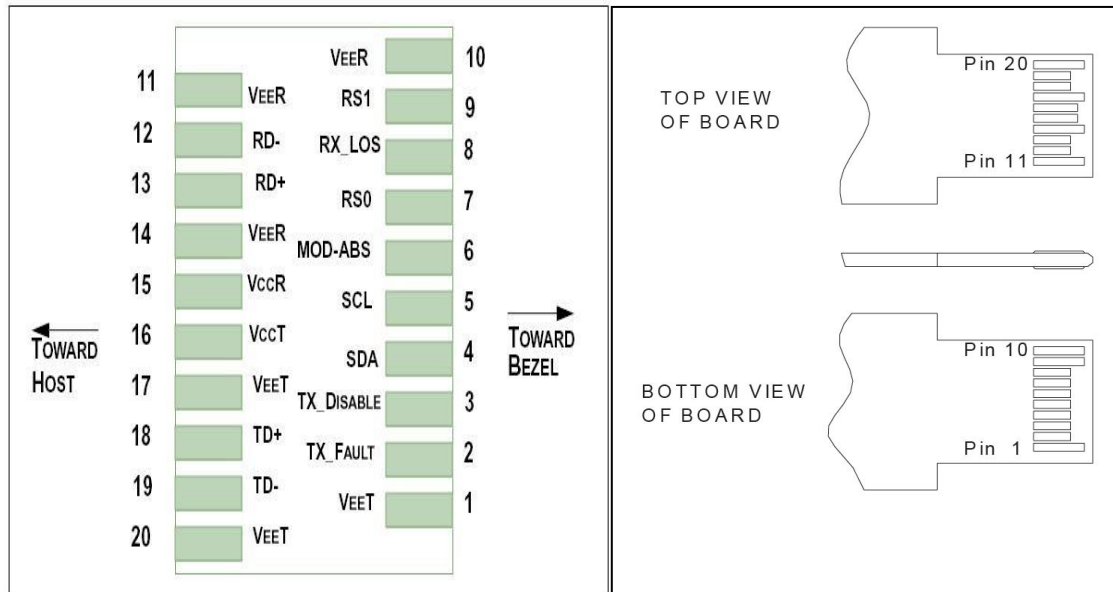 11 VEER
12 RD-
13 RD+
14 VEER
15 VCCR
16 VCCT
17 VEET
18 TD+
19 TD-
20 VEET
VEER 10
RS1 9
RX_LOS 8
RS0 7
MOD-ABS 6
SCL 5
SDA 4
TX_DISABLE 3
TX_FAULT 2
VEET 1
TOWARD
HOST
TOWARD
BEZEL
TOP VIEW
OF BOARD
Pin 20
Pin 11
BOTTOM VIEW
OF BOARD
Pin 10
Pin 1